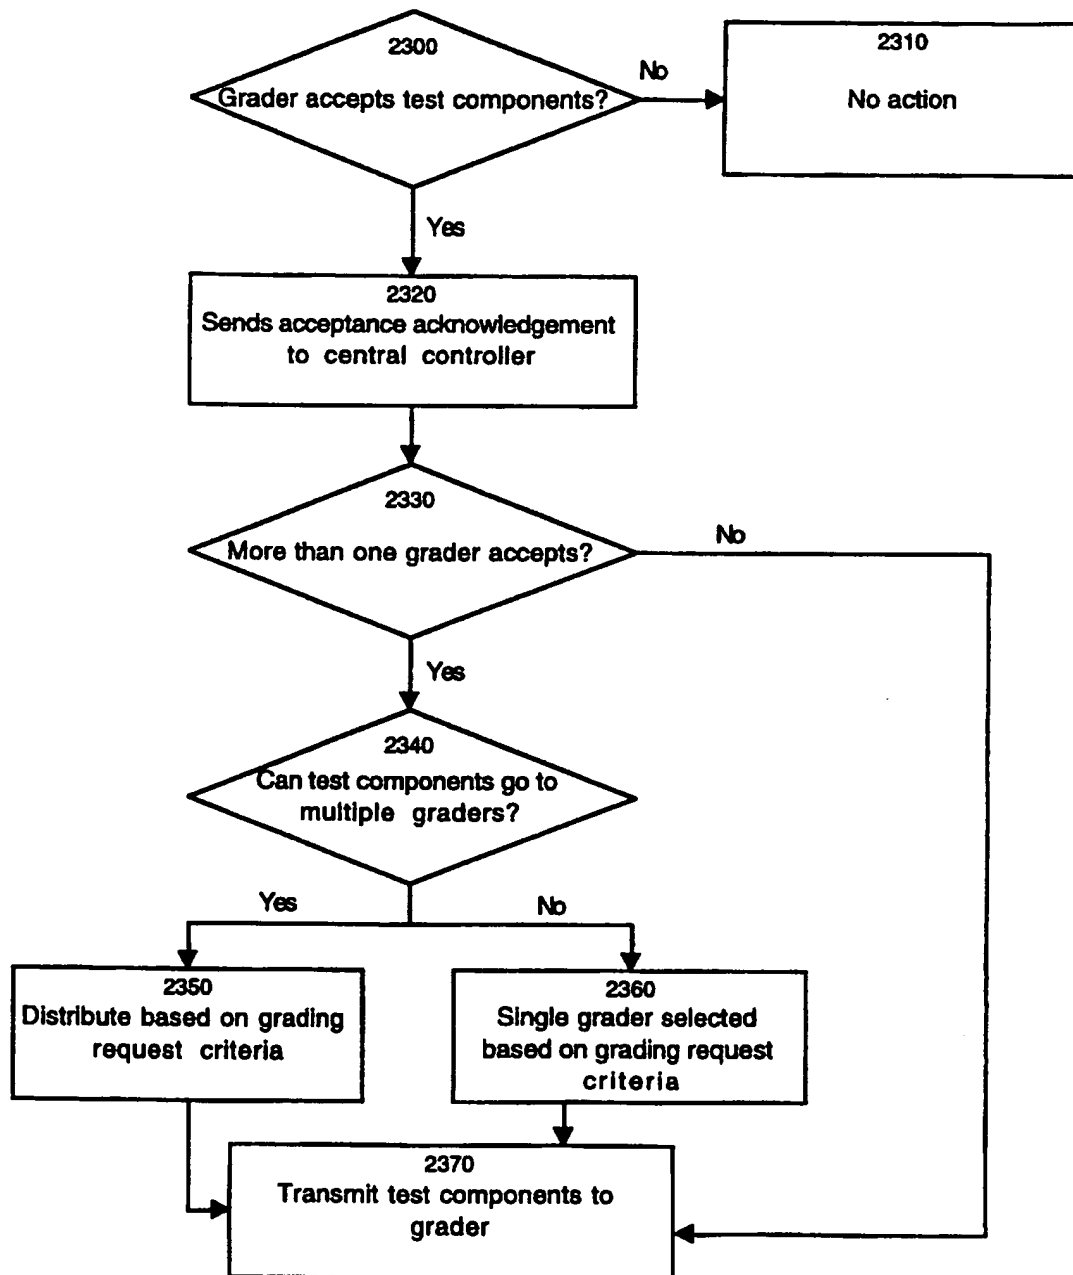 2300
Grader accepts test components?
No
2310
No action
Yes
2320
Sends acceptance acknowledgement
to central controller
2330
More than one grader accepts?
No
Yes
2340
Can test components go to
multiple graders?
Yes
No
2350
Distribute based on grading
request criteria
2360
Single grader selected
based on grading request
criteria
2370
Transmit test components to
grader